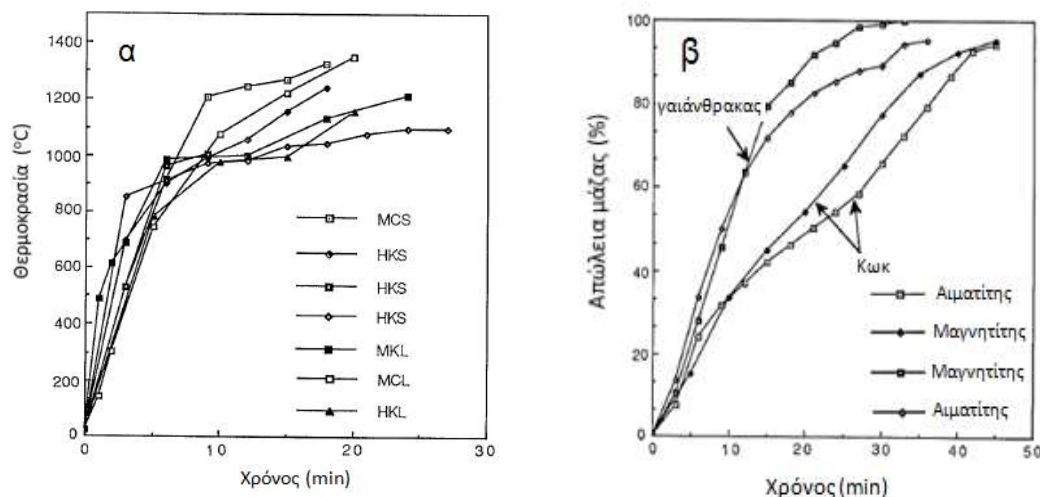 α
Θερμοκρασία (°C)
1400
1200
1000
800
600
400
200
0
0
10
20
30
Χρόνος (min)
MCS
HKS
HKS
HKS
MKL
MCL
HKL
β
Απώλεια μάζας (%)
100
80
60
40
20
0
0
10
20
30
40
50
Χρόνος (min)
γαιάνθρακας
Κωκ
Αιματίτης
Μαγνητίτης
Μαγνητίτης
Αιματίτης